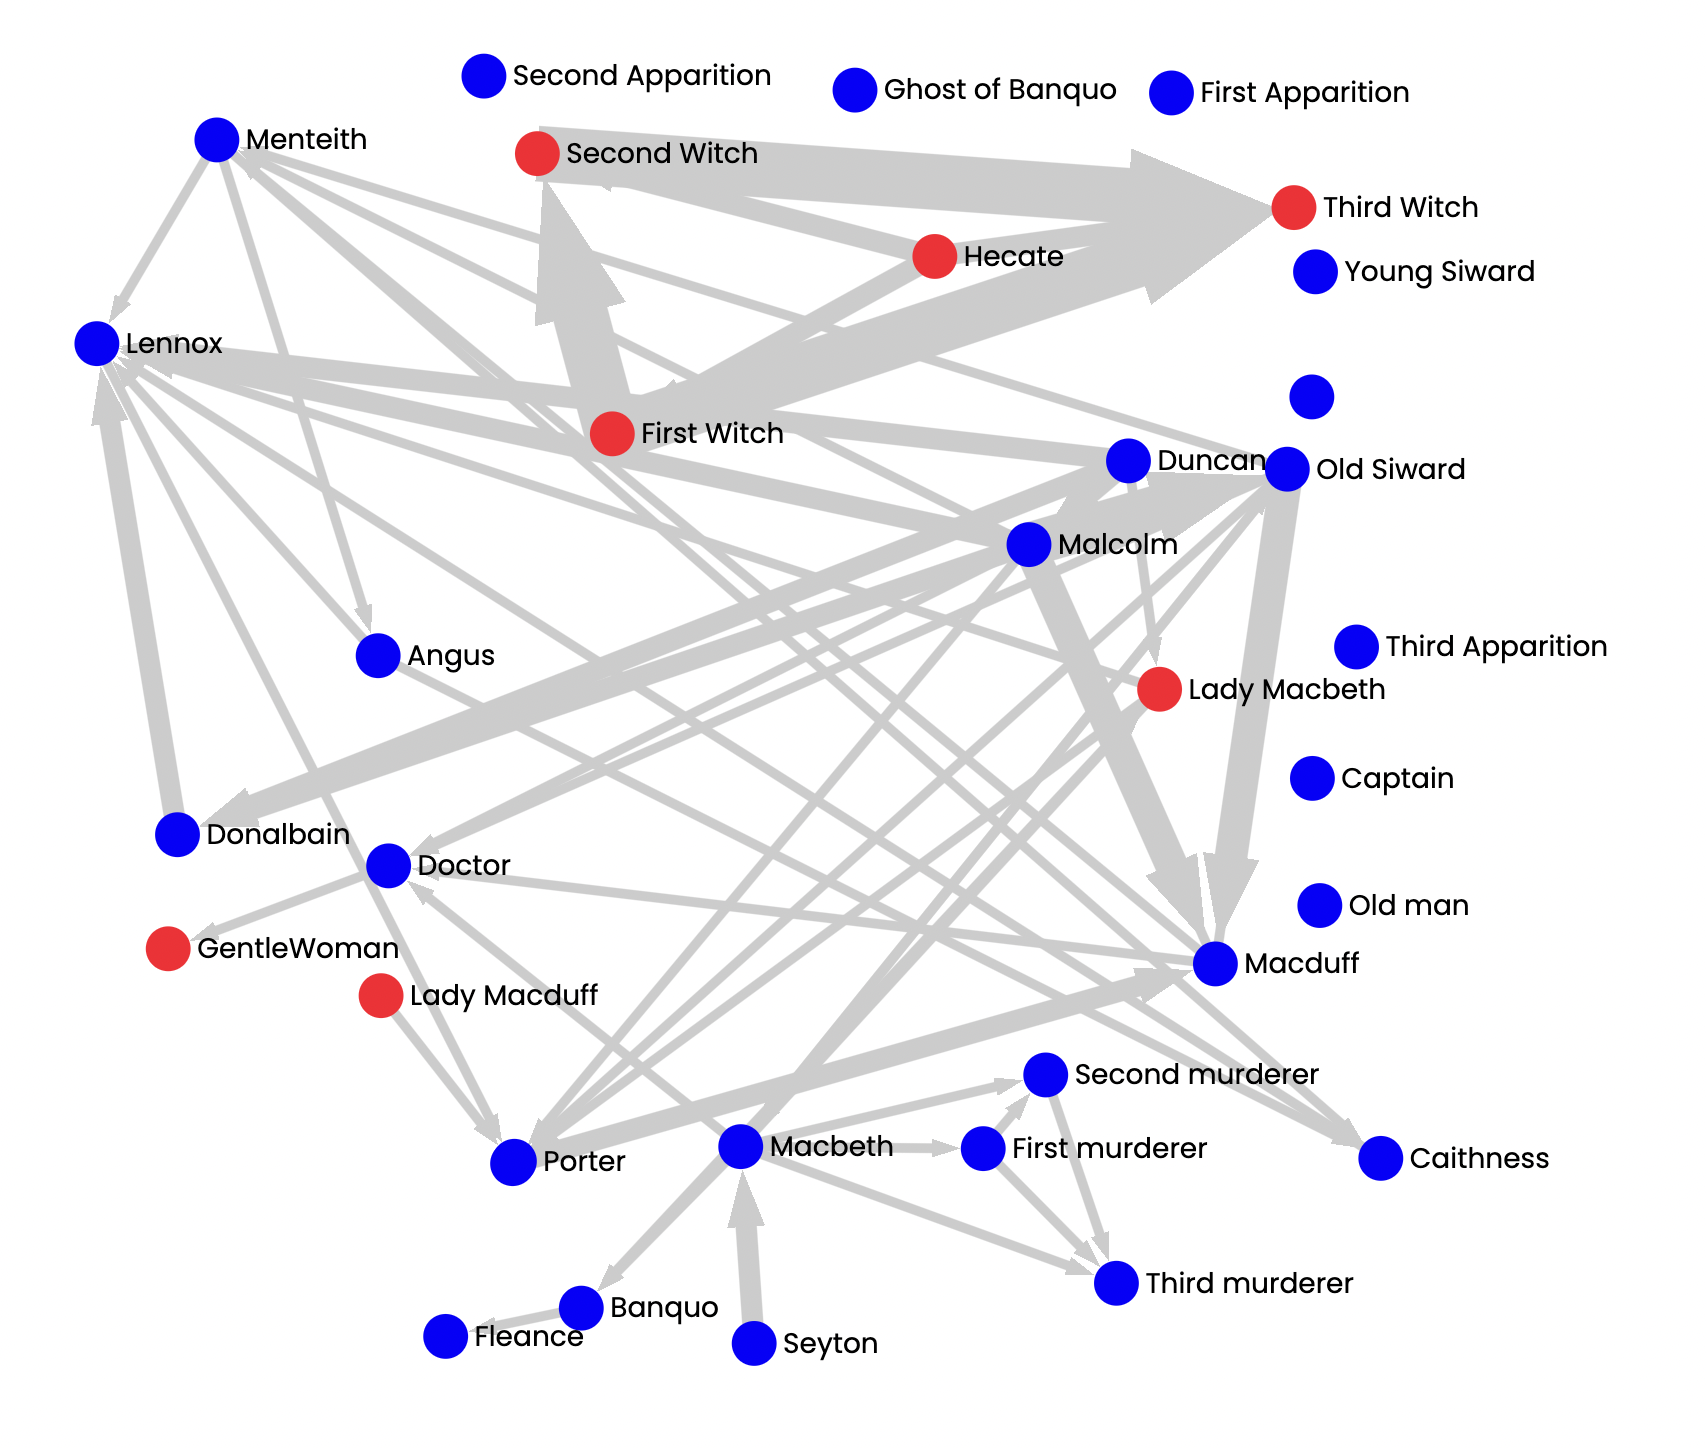 Second Apparition
Ghost of Banquo
First Apparition
Menteith
Second Witch
Third Witch
Hecate
Young Siward
Lennox
First Witch
Duncan
Old Siward
Malcolm
Third Apparition
Angus
Lady Macbeth
Captain
Donalbain
Doctor
Old man
GentleWoman
Macduff
Lady Macduff
Second murderer
Macbeth
First murderer
Porter
Caithness
Third murderer
Banquo
Fleance
Seyton